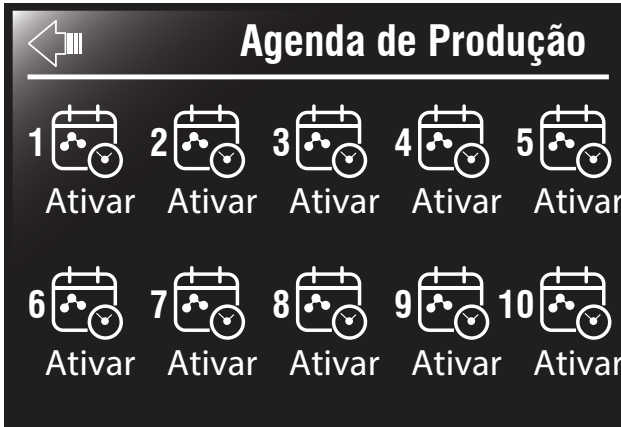 Agenda de Produção
1 2 3 4 5
Ativar Ativar Ativar Ativar Ativar
6 7 8 9 10
Ativar Ativar Ativar Ativar Ativar